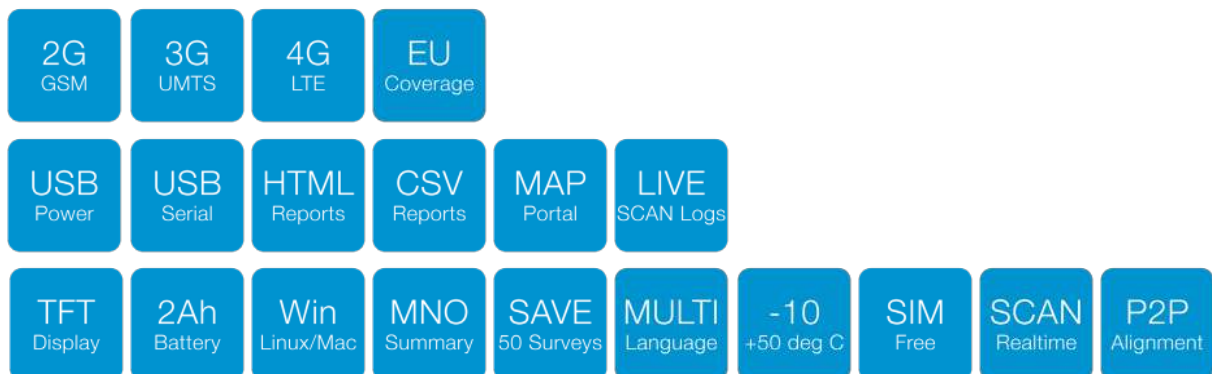 2G 3G 4G EU
GSM UMTS LTE Coverage
USB USB HTML CSV MAP LIVE
Power Serial Reports Reports Portal SCAN Logs
TFT 2Ah Win MNO SAVE MULTI -10 SIM SCAN P2P
Display Battery Linux/Mac Summary 50 Surveys Language +50 deg C Free Realtime Alignment